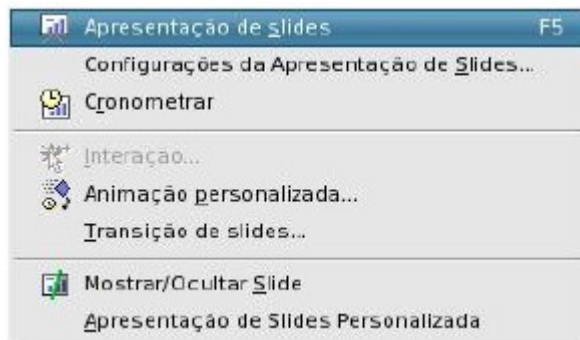 Apresentação de slides F5
Configurações da Apresentação de Slides...
Cronometrar
Interação...
Animação personalizada...
Transição de slides...
Mostrar/Ocultar Slide
Apresentação de Slides Personalizada